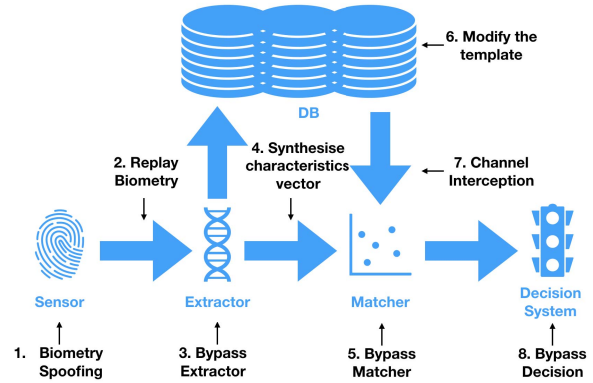 6. Modify the
template
DB
4. Synthesise
characteristics
vector
2. Replay
Biometry
7. Channel
Interception
Sensor
Extractor
Matcher
Decision
System
1. Biometry
Spoofing
3. Bypass
Extractor
5. Bypass
Matcher
8. Bypass
Decision